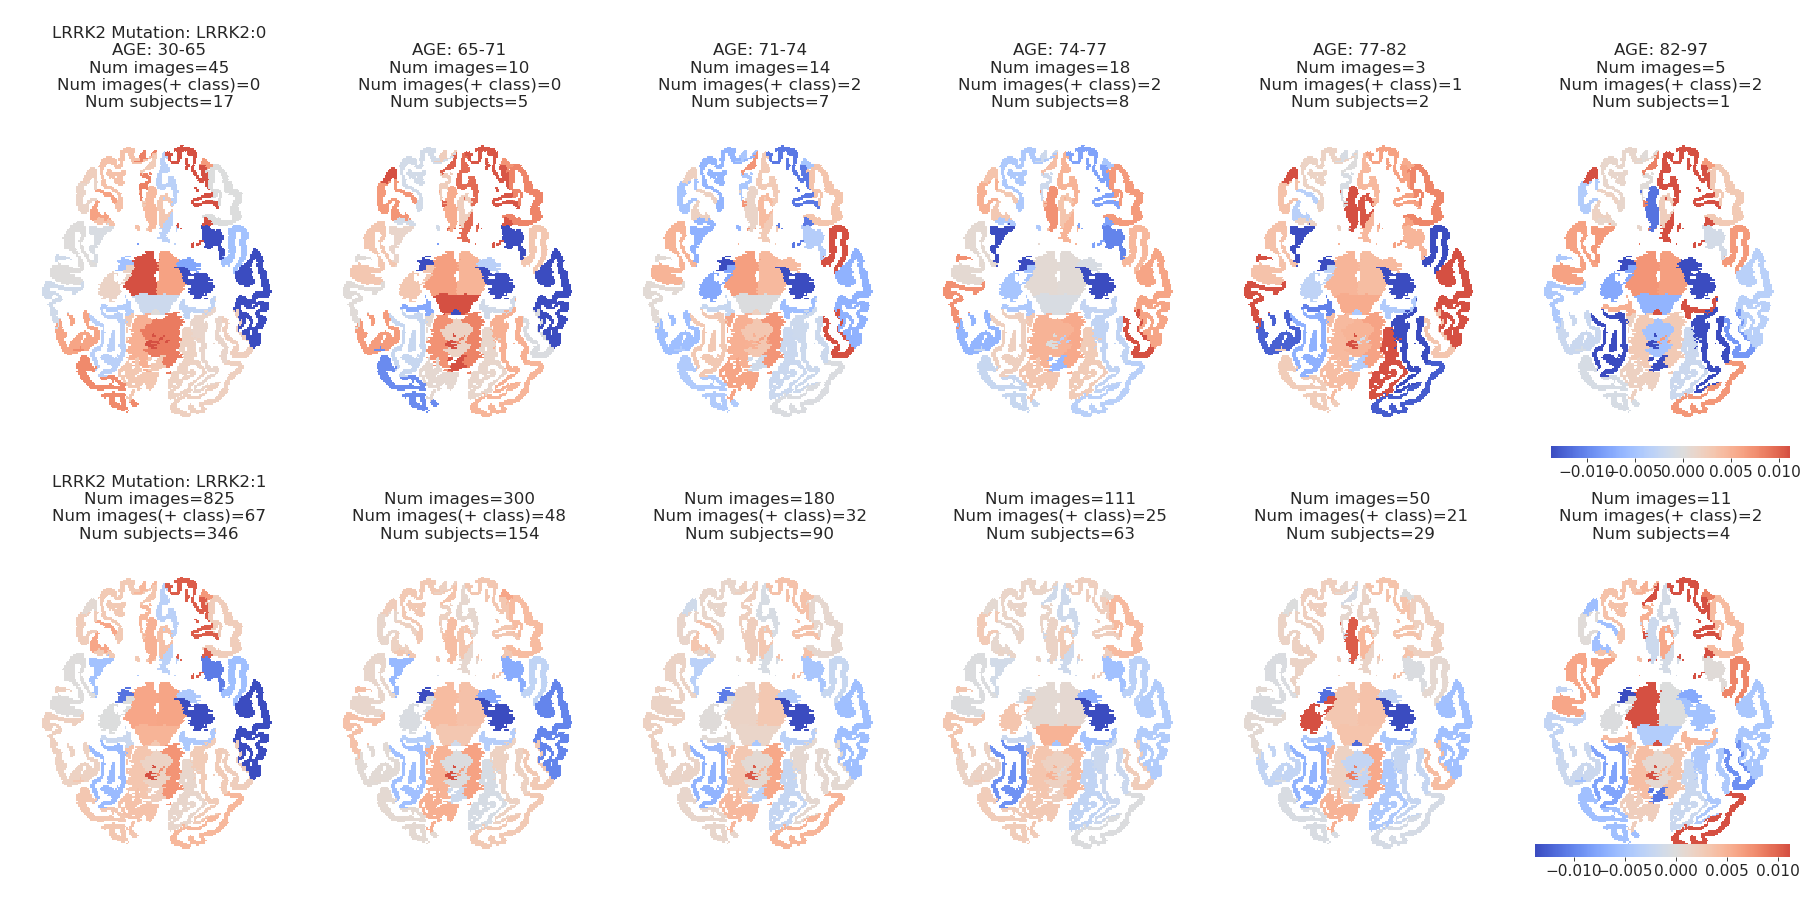 LRRK2 Mutation: LRRK2:0
AGE: 30-65
Num images=45
Num images(+ class)=0
Num subjects=17
AGE: 65-71
Num images=10
Num images(+ class)=0
Num subjects=5
AGE: 71-74
Num images=14
Num images(+ class)=2
Num subjects=7
AGE: 74-77
Num images=18
Num images(+ class)=2
Num subjects=8
AGE: 77-82
Num images=3
Num images(+ class)=1
Num subjects=2
AGE: 82-97
Num images=5
Num images(+ class)=2
Num subjects=1
−0.010 −0.005 0.000 0.005 0.010
LRRK2 Mutation: LRRK2:1
Num images=825
Num images(+ class)=67
Num subjects=346
Num images=300
Num images(+ class)=48
Num subjects=154
Num images=180
Num images(+ class)=32
Num subjects=90
Num images=111
Num images(+ class)=25
Num subjects=63
Num images=50
Num images(+ class)=21
Num subjects=29
Num images=11
Num images(+ class)=2
Num subjects=4
−0.010 −0.005 0.000 0.005 0.010